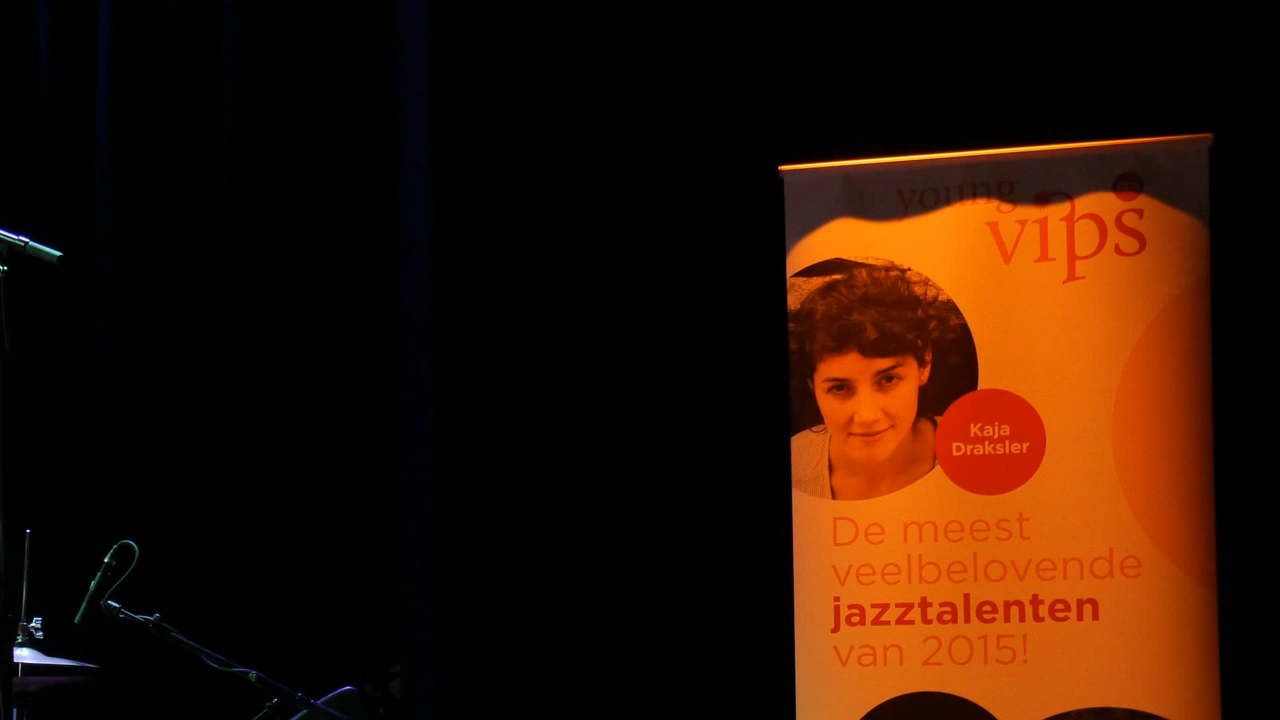 young
vips
Kaja
Draksler
De meest
veelbelovende
jazztalenten
van 2015!